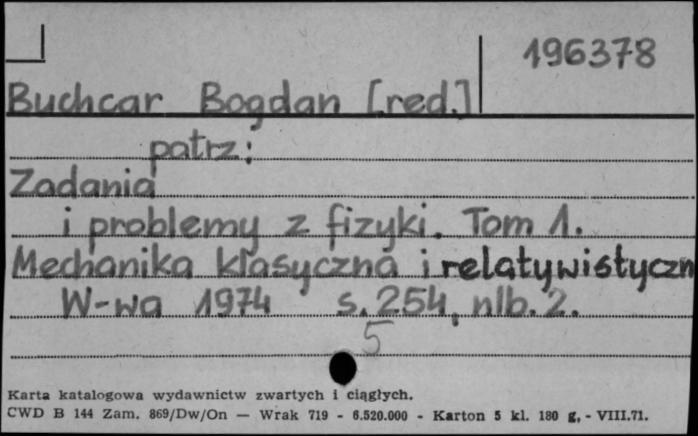 196378
Buchcar Bogdan [red.]
patrz:
Zadania
i problemy z fizyki. Tom 1.
Mechanika klasyczna i relatywistyczn
W-wa 1974 s. 254, nlb. 2.
5
Karta katalogowa wydawnictw zwartych i ciągłych.
CWD B 144 Zam. 869/Dw/On — Wrak 719 - 6.520.000 - Karton 5 kl. 180 g, - VIII.71.